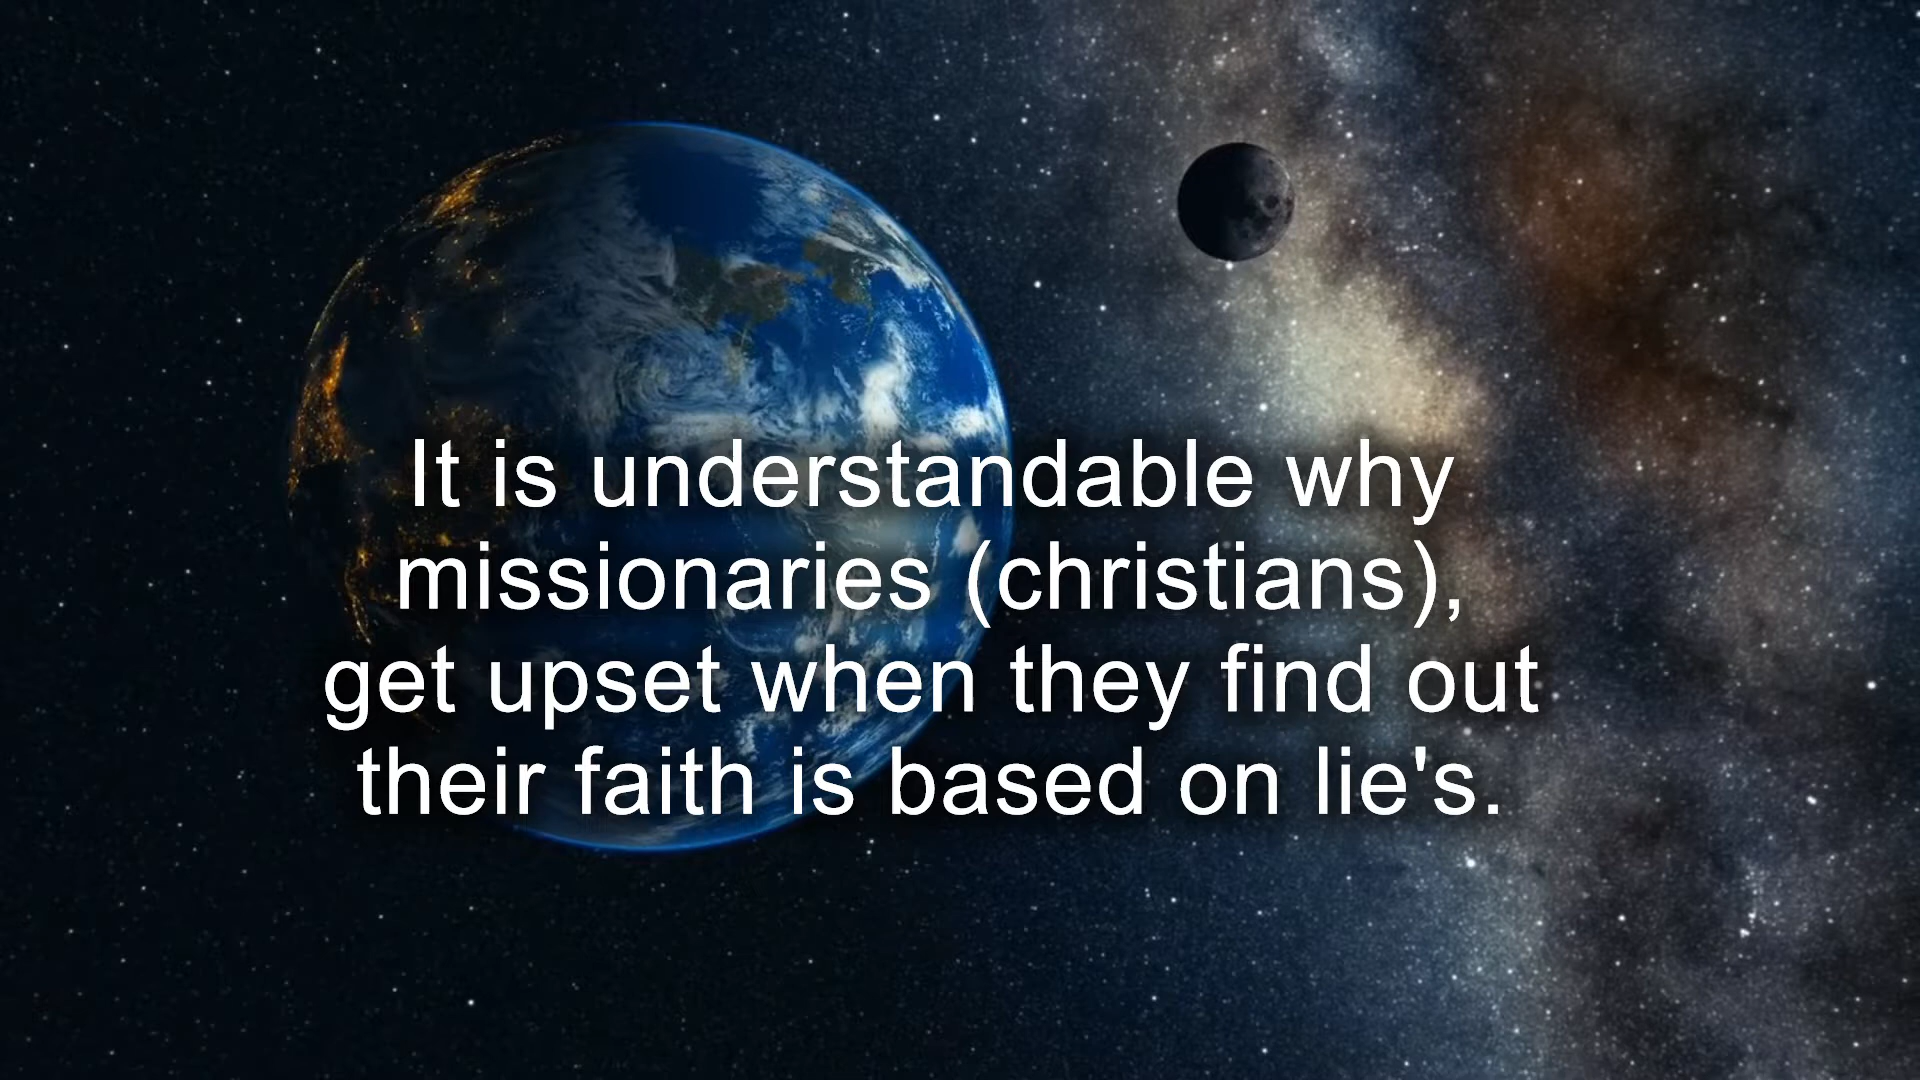 It is understandable why
missionaries (christians),
get upset when they find out
their faith is based on lie's.